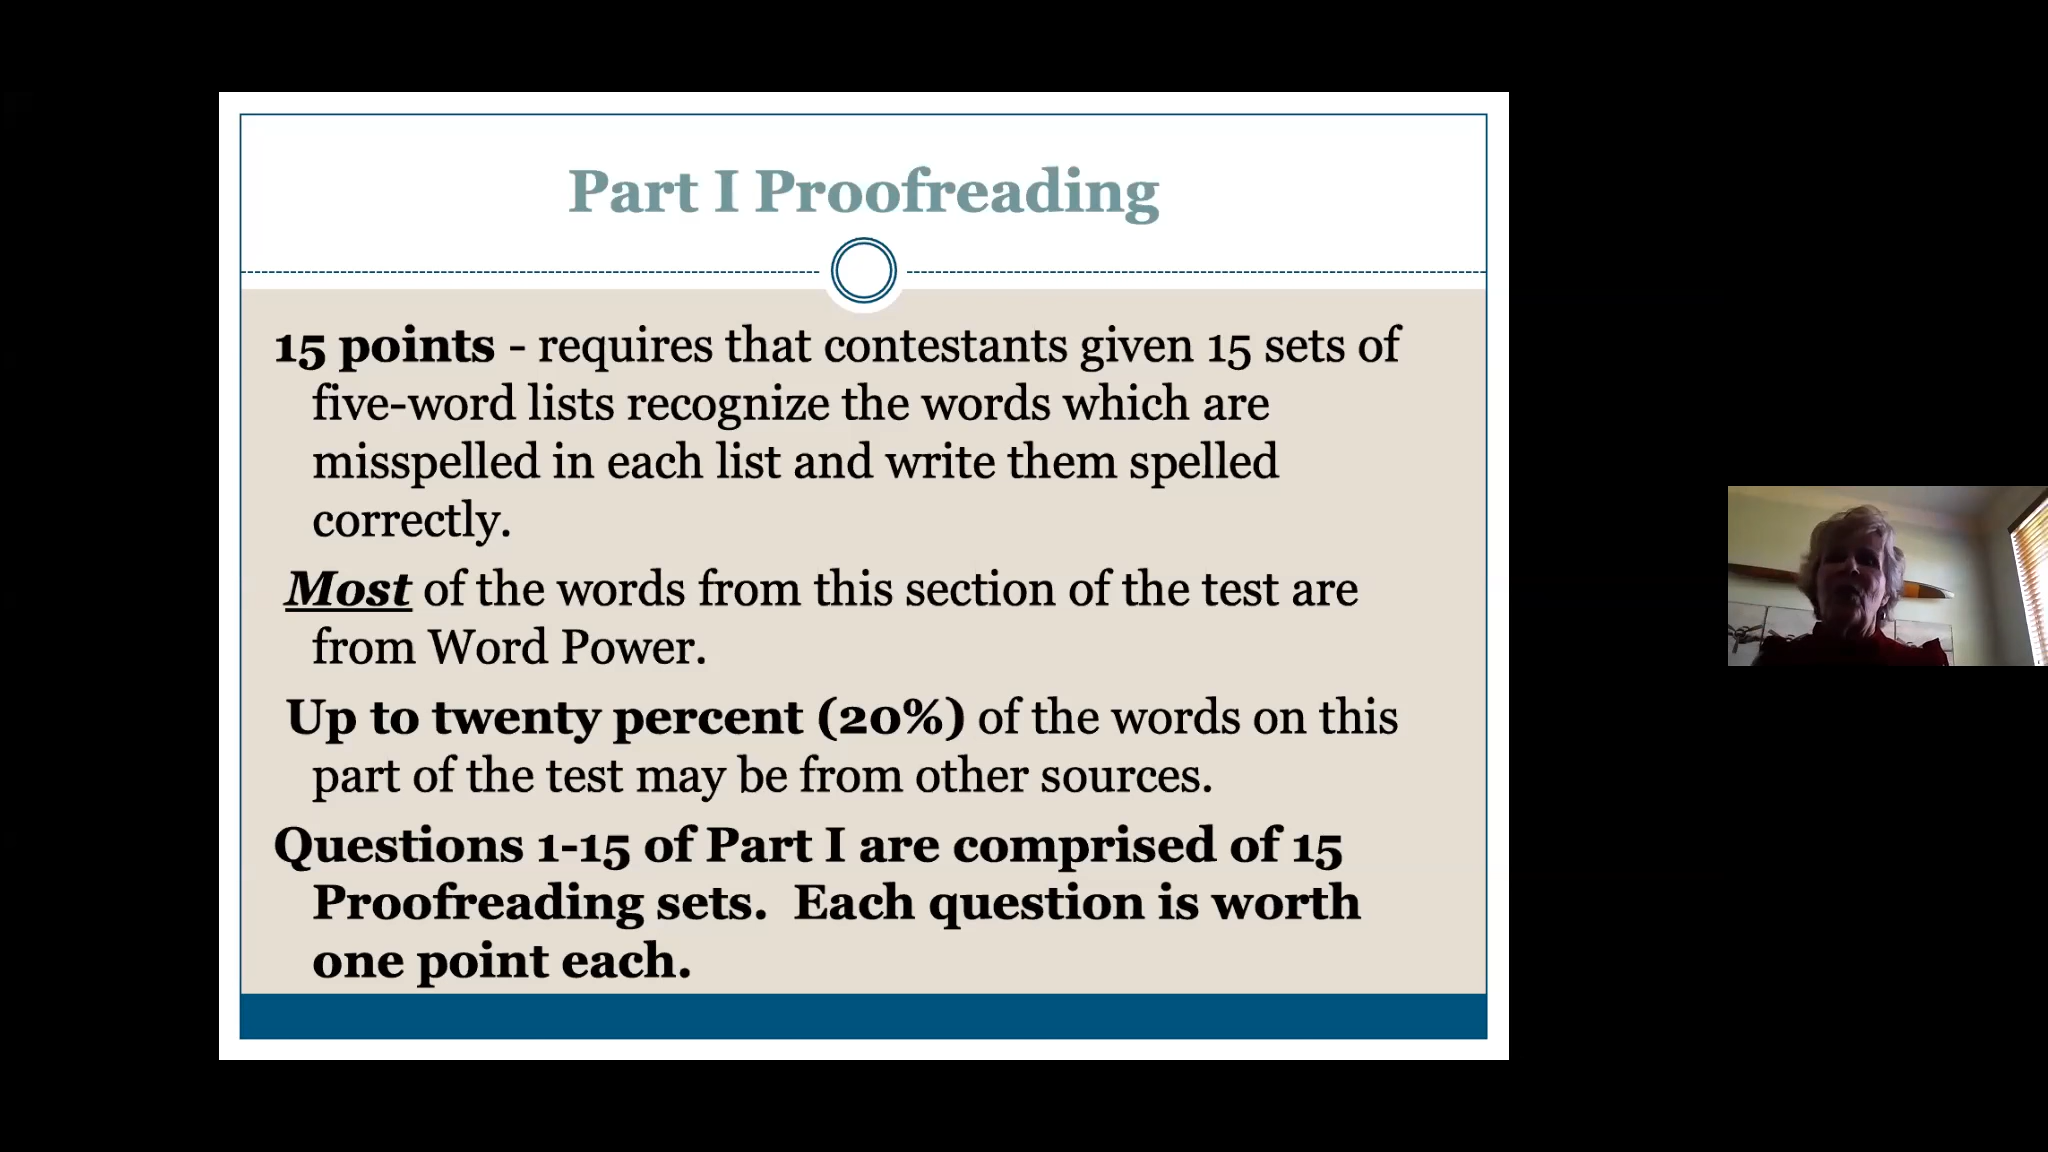 Part I Proofreading
15 points - requires that contestants given 15 sets of
five-word lists recognize the words which are
misspelled in each list and write them spelled
correctly.
Most of the words from this section of the test are
from Word Power.
Up to twenty percent (20%) of the words on this
part of the test may be from other sources.
Questions 1-15 of Part I are comprised of 15
Proofreading sets.  Each question is worth
one point each.